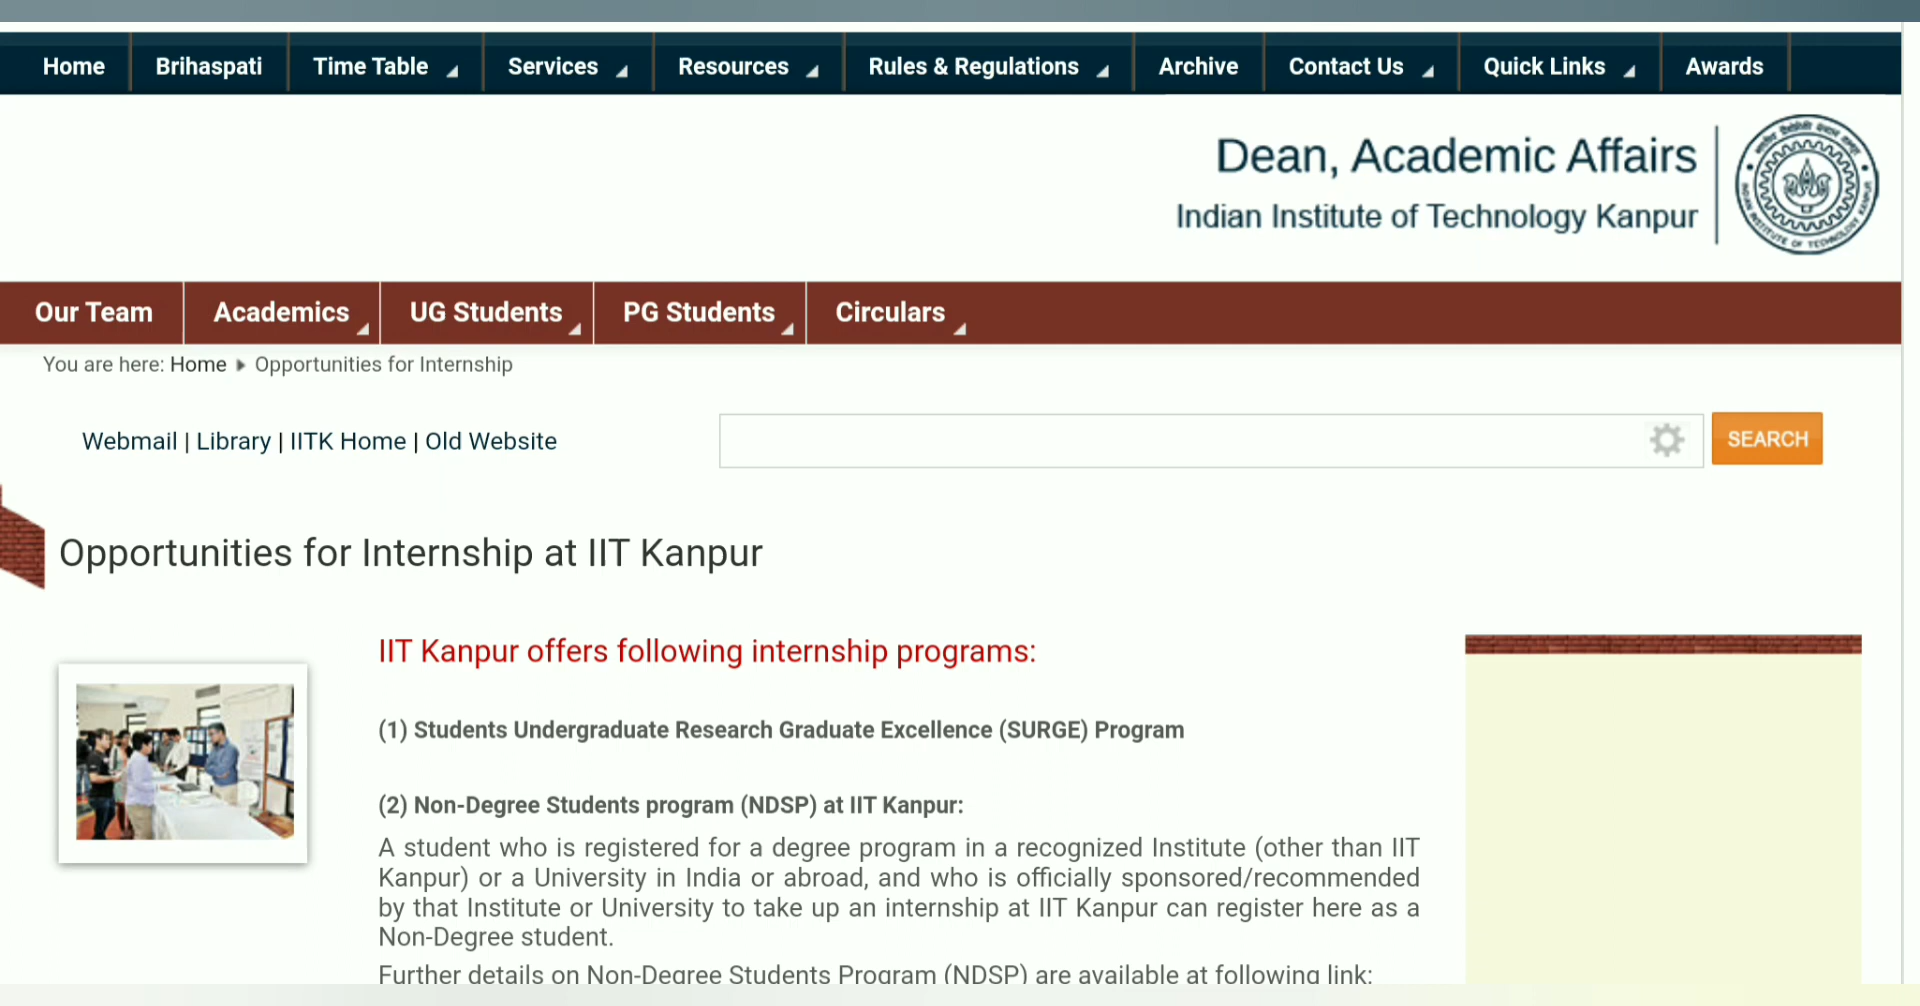 Home Brihaspati Time Table Services Resources Rules & Regulations Archive Contact Us Quick Links Awards
Dean, Academic Affairs
Indian Institute of Technology Kanpur
INDIAN INSTITUTE OF TECHNOLOGY KANPUR
Our Team Academics UG Students PG Students Circulars
You are here: Home Opportunities for Internship
Webmail | Library | IITK Home | Old Website
SEARCH
Opportunities for Internship at IIT Kanpur
IIT Kanpur offers following internship programs:
(1) Students Undergraduate Research Graduate Excellence (SURGE) Program
(2) Non-Degree Students program (NDSP) at IIT Kanpur:
A student who is registered for a degree program in a recognized Institute (other than IIT
Kanpur) or a University in India or abroad, and who is officially sponsored/recommended
by that Institute or University to take up an internship at IIT Kanpur can register here as a
Non-Degree student.
Further details on Non-Degree Students Program (NDSP) are available at following link: